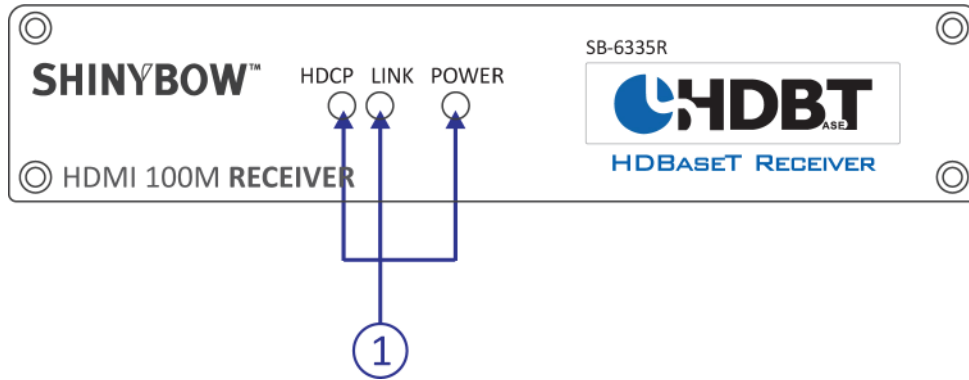 SB-6335R
SHINYBOW™ HDCP LINK POWER
HDBT
ASE
HDBASET RECEIVER
HDMI 100M RECEIVER
1